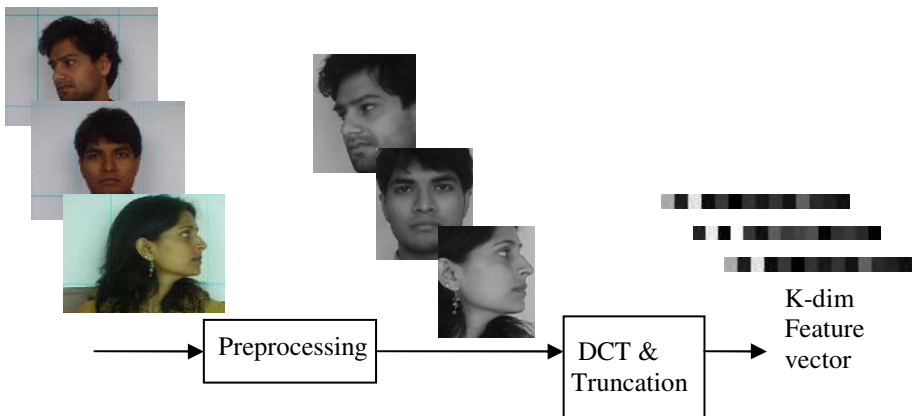 Preprocessing
DCT &
Truncation
K-dim
Feature
vector